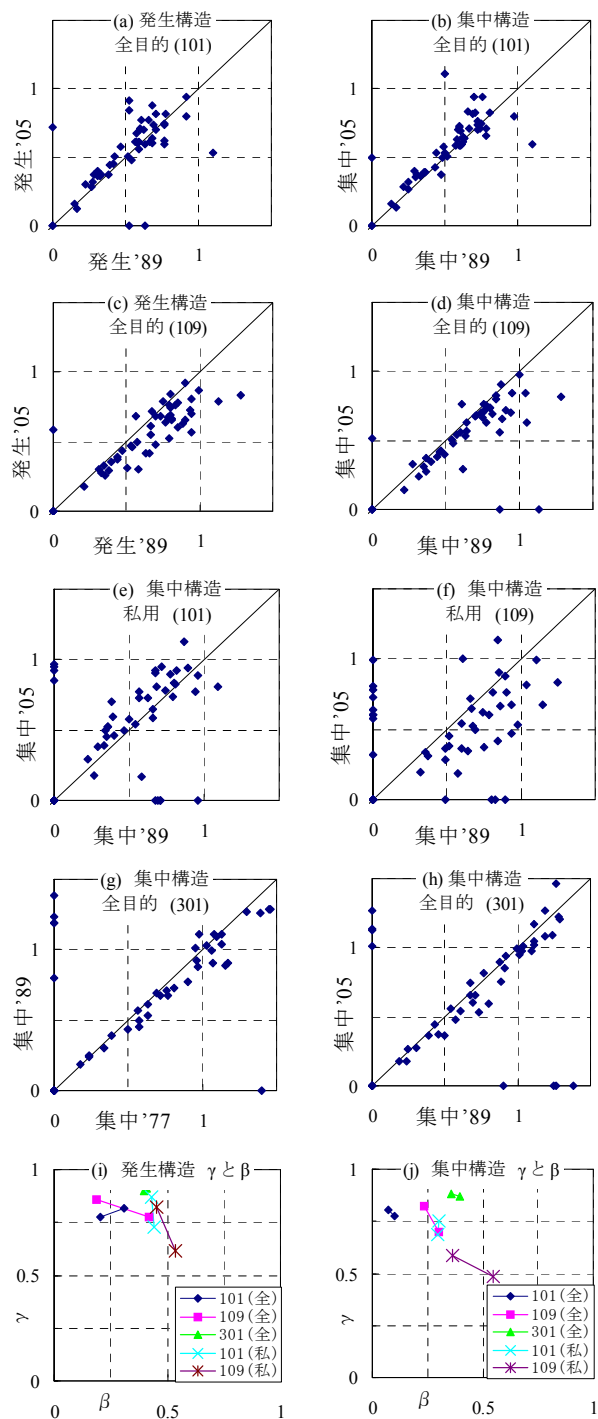 (a) 発生構造
全目的 (101)
1
0
0
1
発生'05
発生'89
(b) 集中構造
全目的 (101)
1
0
0
1
集中'05
集中'89
(c) 発生構造
全目的 (109)
1
0
0
1
発生'05
発生'89
(d) 集中構造
全目的 (109)
1
0
0
1
集中'05
集中'89
(e) 集中構造
私用 (101)
1
0
0
1
集中'05
集中'89
(f) 集中構造
私用 (109)
1
0
0
1
集中'05
集中'89
(g) 集中構造
全目的 (301)
1
0
0
1
集中'89
集中'77
(h) 集中構造
全目的 (301)
1
0
0
1
集中'05
集中'89
(i) 発生構造 γとβ
1
0.5
0
γ
0
β
0.5
1
101(全)
109(全)
301(全)
101(私)
109(私)
(j) 集中構造 γとβ
1
0.5
0
γ
0
β
0.5
1
101(全)
109(全)
301(全)
101(私)
109(私)